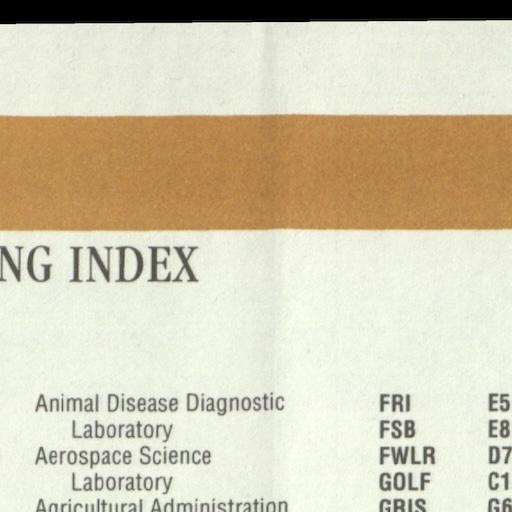 NG INDEX
Animal Disease Diagnostic
Laboratory
Aerospace Science
Laboratory
Agricultural Administration
FRI E5
FSB E8
FWLR D7
GOLF C1
GRIS G6